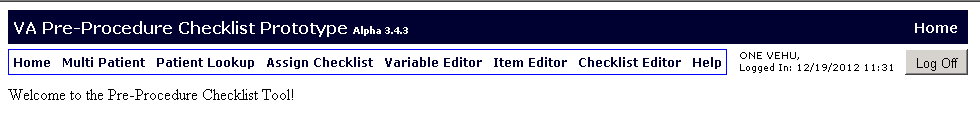 VA Pre-Procedure Checklist Prototype Alpha 3.4.3 Home
Home Multi Patient Patient Lookup Assign Checklist Variable Editor Item Editor Checklist Editor Help
ONE VEHU,
Logged In: 12/19/2012 11:31
Log Off
Welcome to the Pre-Procedure Checklist Tool!